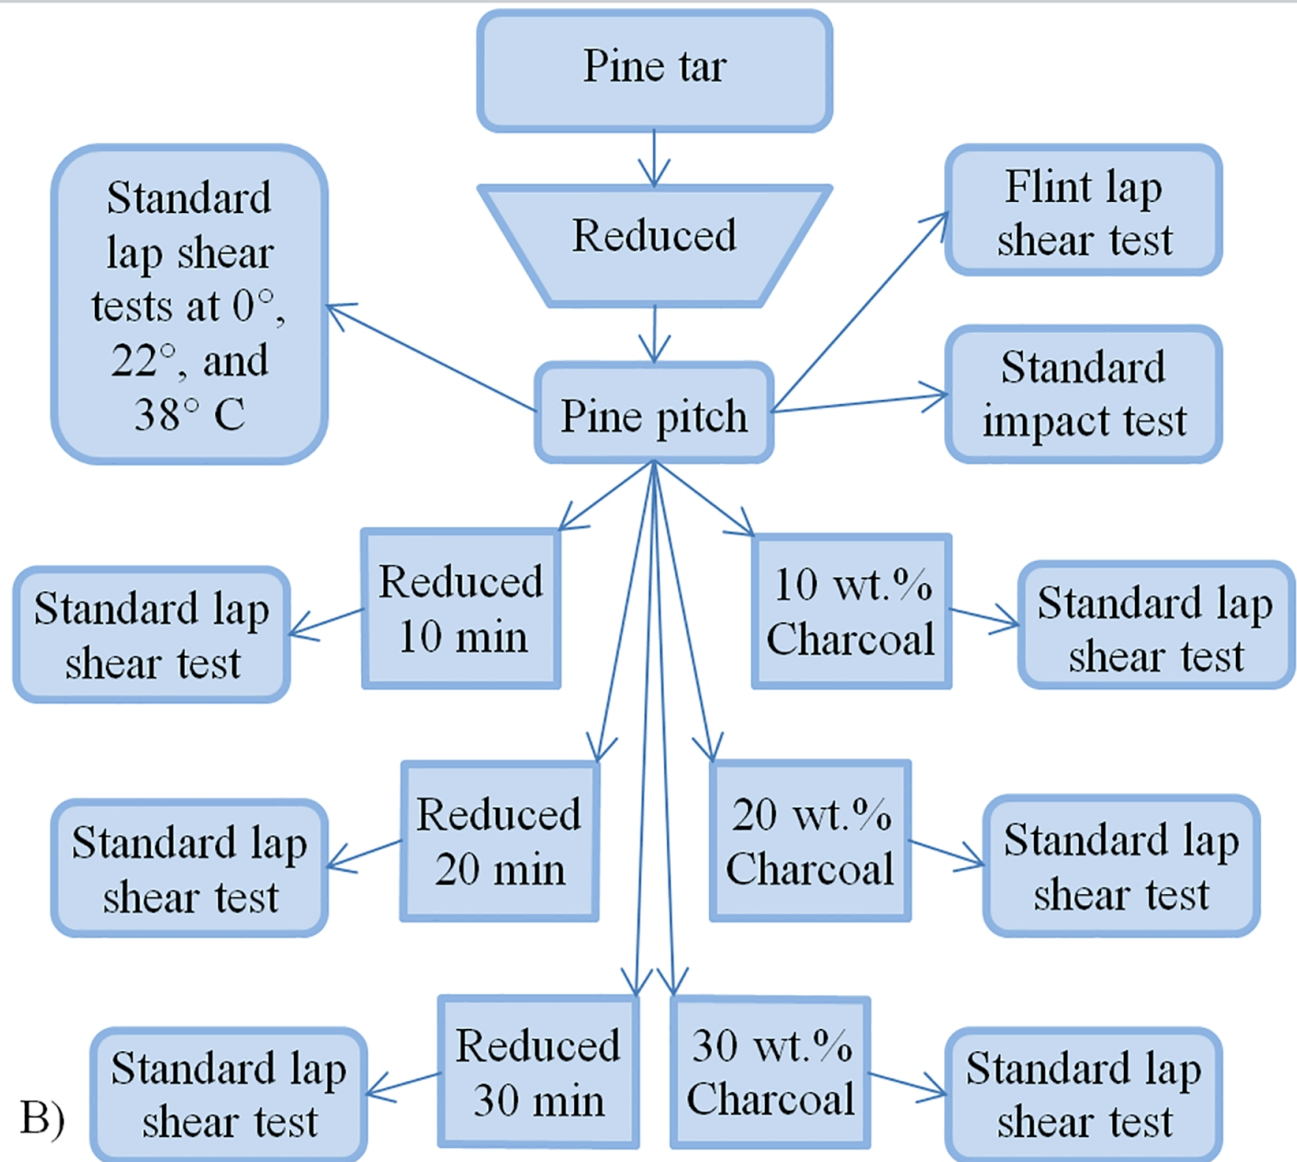 Pine tar
Reduced
Standard
lap shear
tests at 0°,
22°, and
38° C
Flint lap
shear test
Standard
impact test
Pine pitch
Reduced
10 min
10 wt.%
Charcoal
Standard lap
shear test
Standard lap
shear test
Reduced
20 min
20 wt.%
Charcoal
Standard lap
shear test
Standard lap
shear test
Reduced
30 min
30 wt.%
Charcoal
Standard lap
shear test
Standard lap
shear test
B)